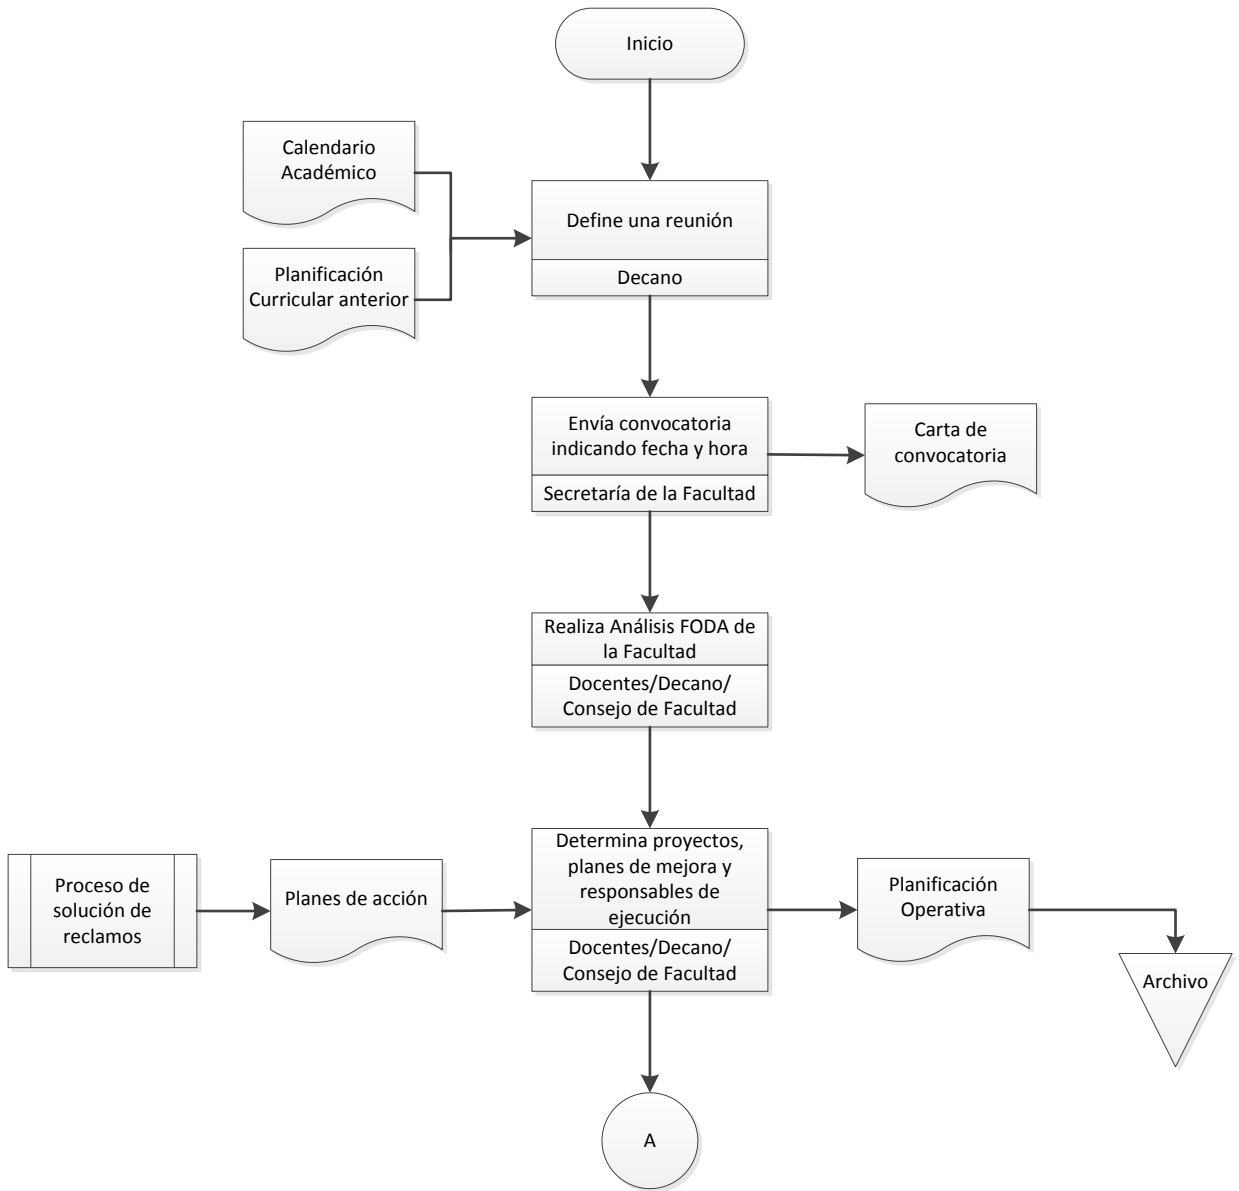 Inicio
Calendario
Académico
Define una reunión
Decano
Planificación
Curricular anterior
Envía convocatoria
indicando fecha y hora
Secretaría de la Facultad
Carta de
convocatoria
Realiza Análisis FODA de
la Facultad
Docentes/Decano/
Consejo de Facultad
Proceso de
solución de
reclamos
Planes de acción
Determina proyectos,
planes de mejora y
responsables de
ejecución
Docentes/Decano/
Consejo de Facultad
Planificación
Operativa
Archivo
A